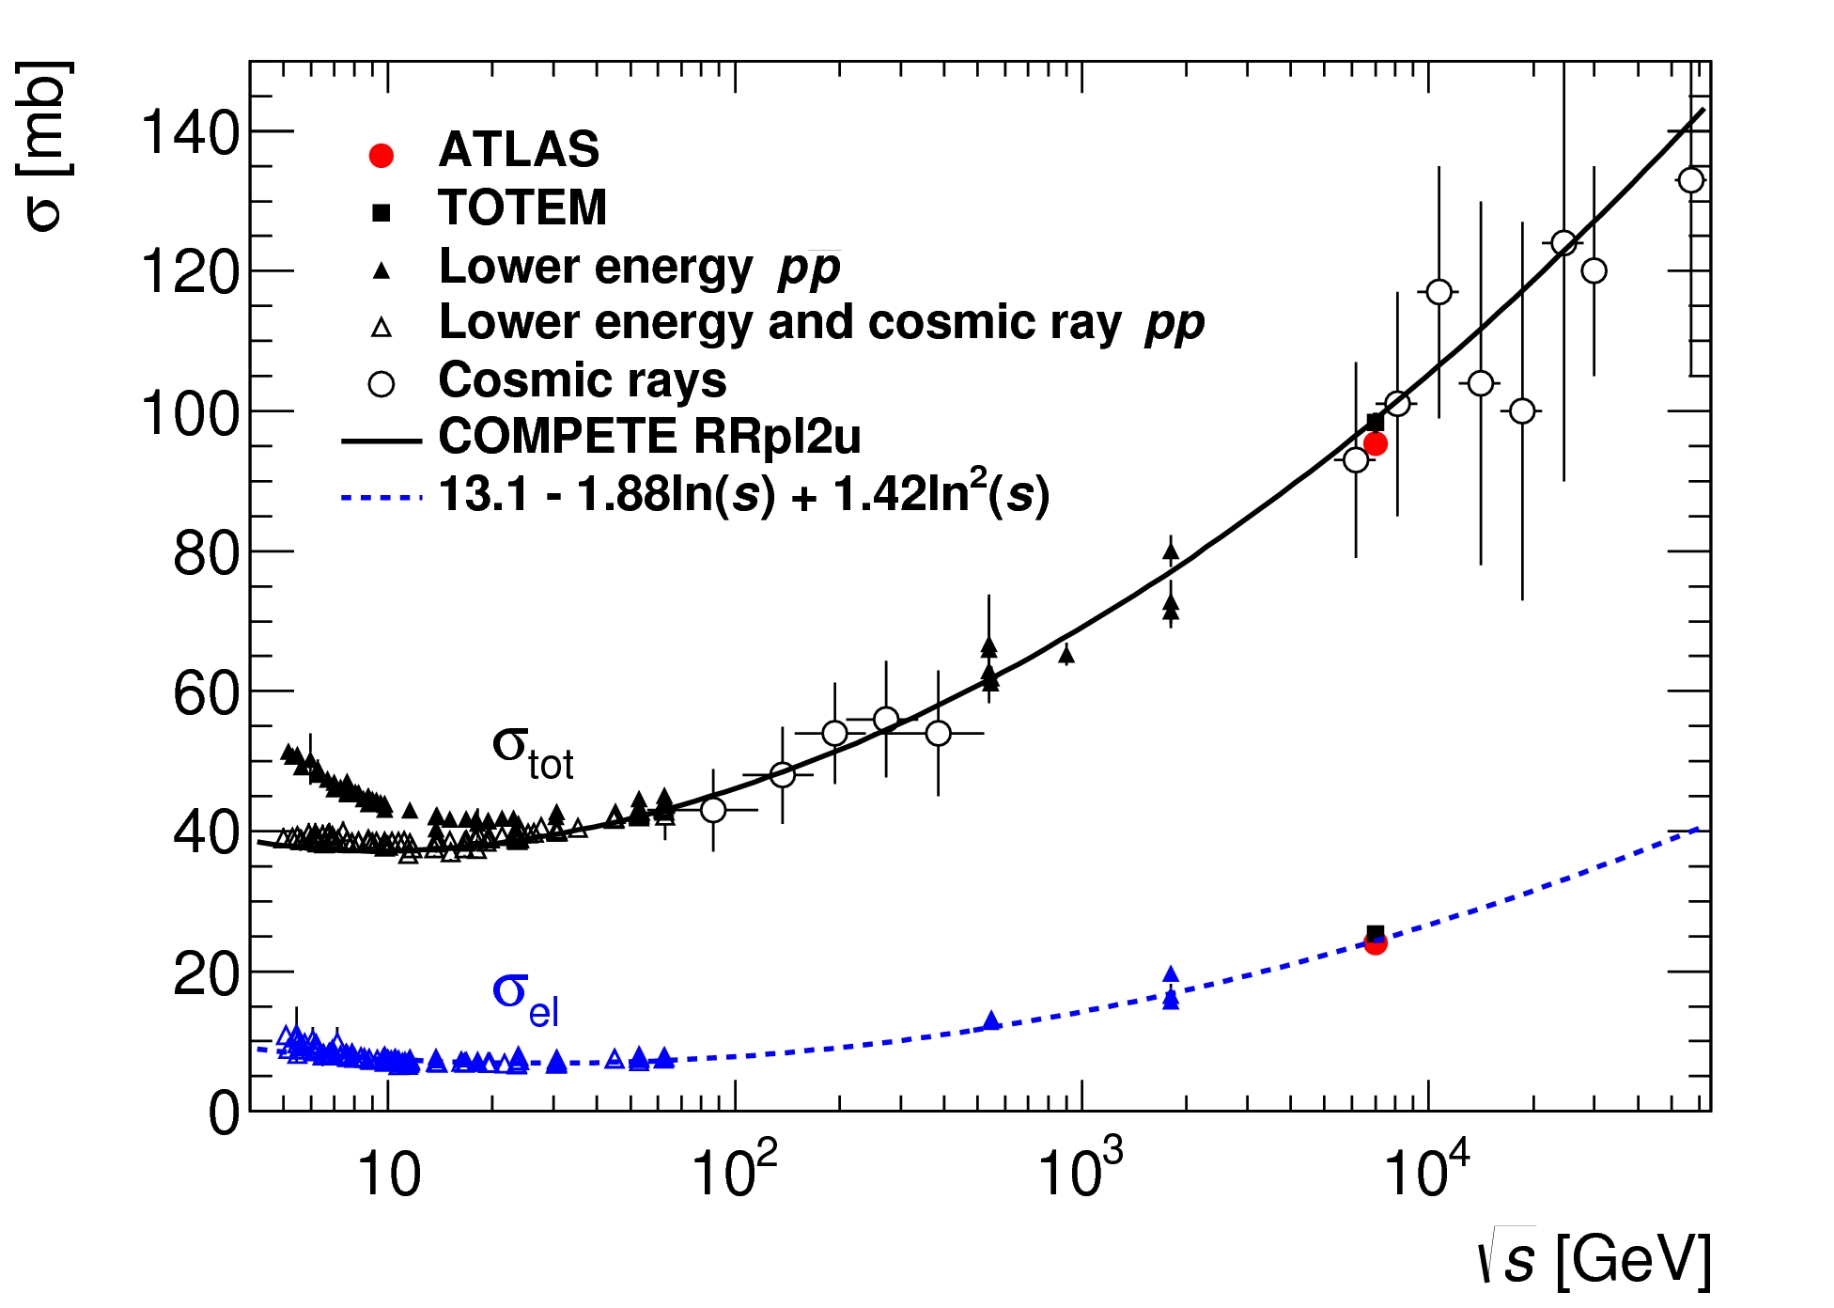 σ [mb]
140
120
100
80
60
40
20
0
ATLAS
TOTEM
Lower energy pp̅
Lower energy and cosmic ray pp
Cosmic rays
COMPETE RRpl2u
13.1 - 1.88ln(s) + 1.42ln²(s)
σtot
σel
10 10² 10³ 10⁴
√s [GeV]